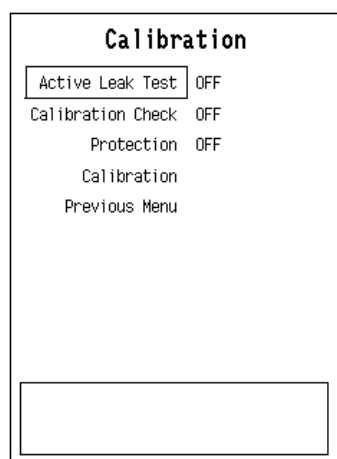 Calibration
Active Leak Test OFF
Calibration Check OFF
Protection OFF
Calibration
Previous Menu